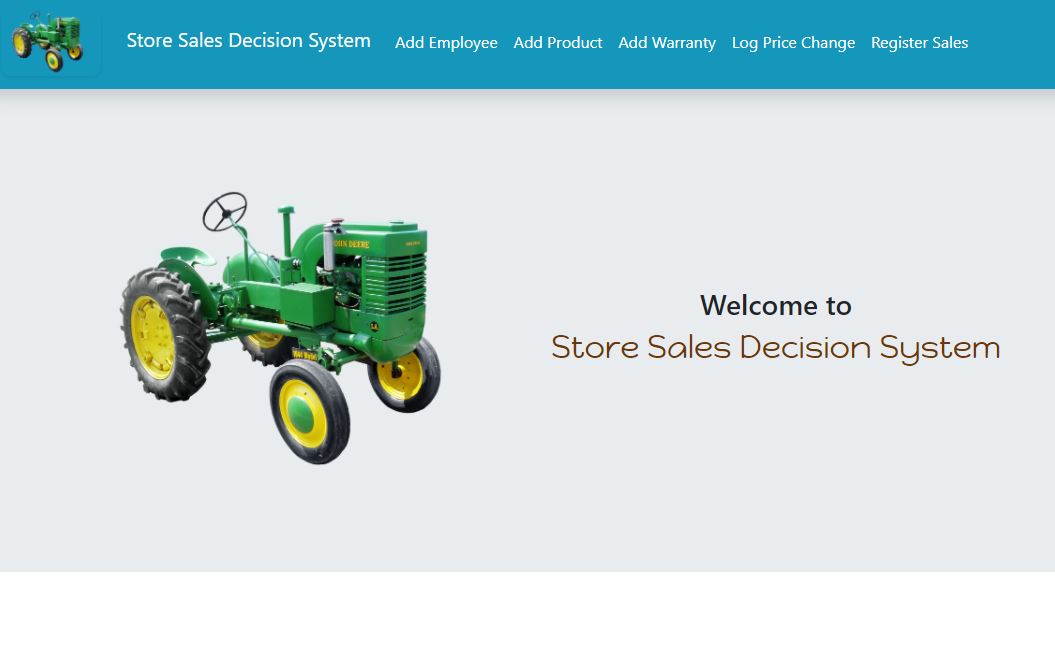 Store Sales Decision System
Add Employee
Add Product
Add Warranty
Log Price Change
Register Sales
JOHN DEERE
LA
Welcome to
Store Sales Decision System